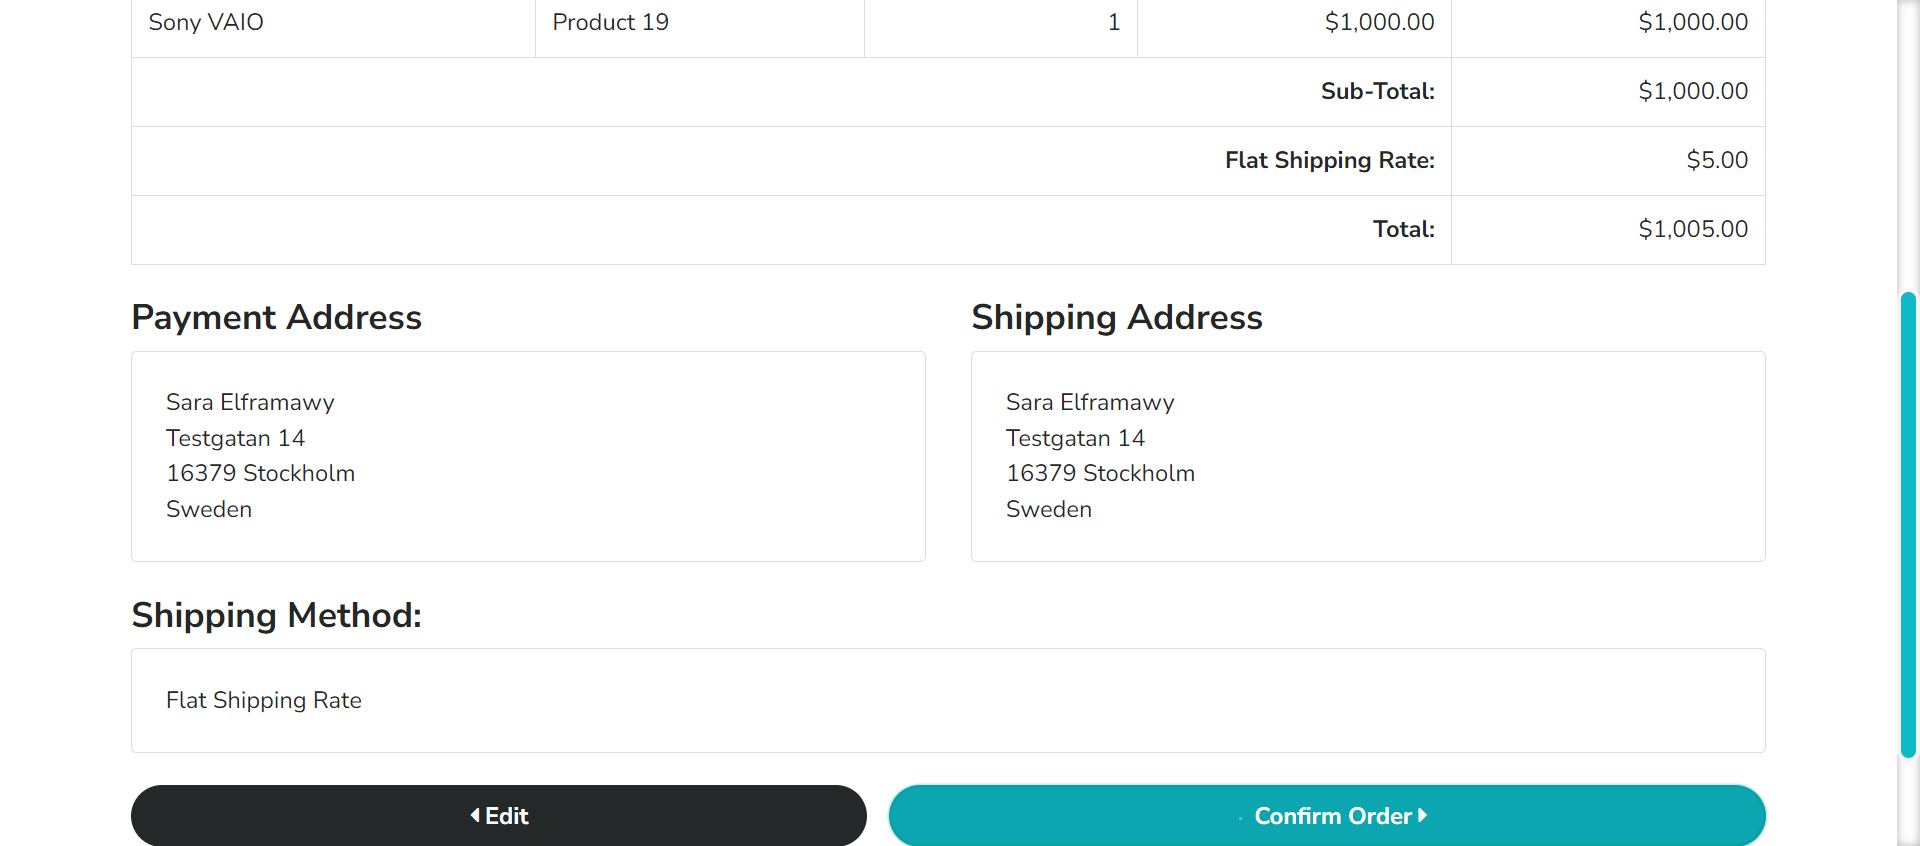 Sony VAIO Product 19 1 $1,000.00 $1,000.00
Sub-Total: $1,000.00
Flat Shipping Rate: $5.00
Total: $1,005.00
Payment Address
Shipping Address
Sara Elframawy
Testgatan 14
16379 Stockholm
Sweden
Sara Elframawy
Testgatan 14
16379 Stockholm
Sweden
Shipping Method:
Flat Shipping Rate
Edit
Confirm Order